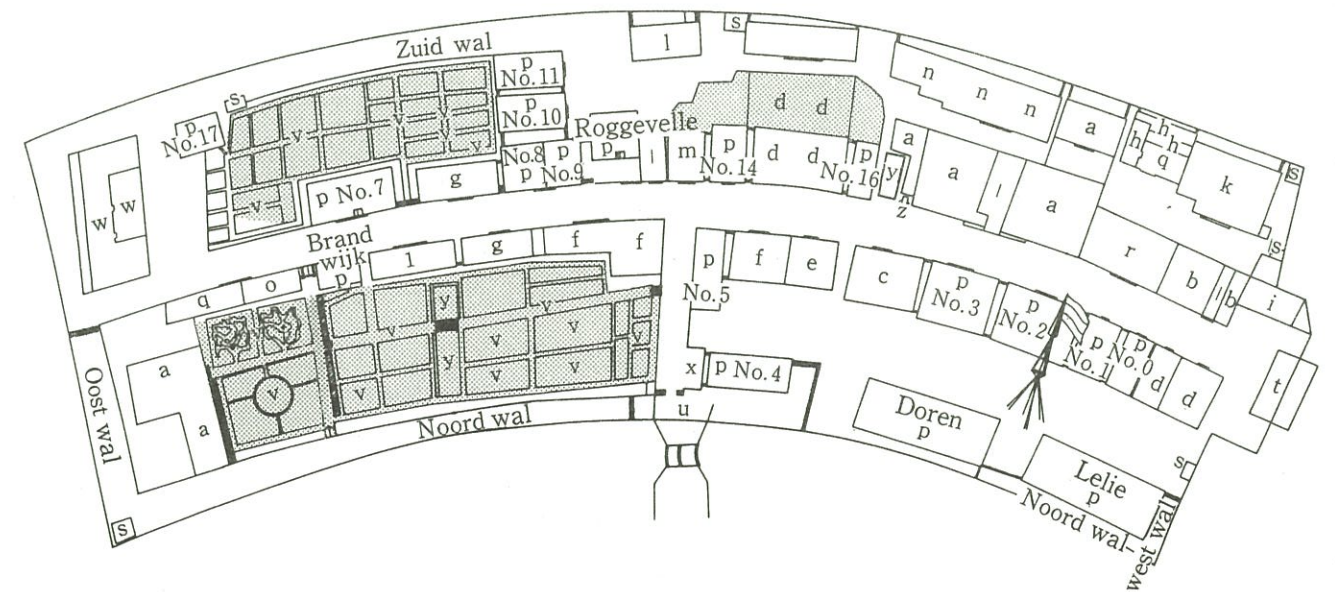 Zuid wal
l
s
n
n
n
p
No.11
p
No.10
s
p
No.17
v
v
v
v
v
v
v
Roggevelle
p
l
m
p
No.14
d
d
d
d
p
No.16
y
z
a
a
l
a
a
h
h
h
q
k
s
s
w
w
p No.7
g
No.8
p
p
No.9
Brand
wijk
p
l
g
f
f
q
o
p
No.5
f
e
c
p
No.3
p
No.2
p
No.1
p
No.0
d
d
r
b
l
b
i
t
y
y
v
v
v
v
v
v
v
v
a
a
x
p No.4
u
Doren
p
Lelie
p
s
s
Oost wal
Noord wal
Noord wal
west wal